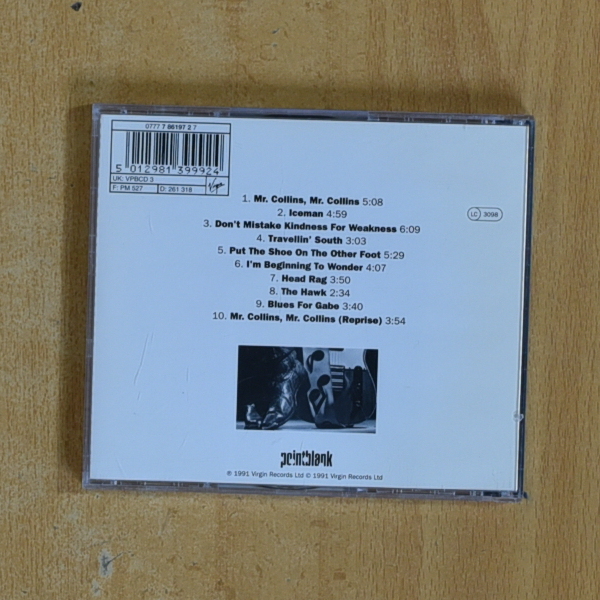 0777 7 86197 2 7
5 012981 399924
UK: VPBCD 3
F: PM 527 D: 261 318 Virgin
1. Mr. Collins, Mr. Collins 5:08
2. Iceman 4:59
LC 3098
3. Don't Mistake Kindness For Weakness 6:09
4. Travellin' South 3:03
5. Put The Shoe On The Other Foot 5:29
6. I'm Beginning To Wonder 4:07
7. Head Rag 3:50
8. The Hawk 2:34
9. Blues For Gabe 3:40
10. Mr. Collins, Mr. Collins (Reprise) 3:54
pointblank
℗ 1991 Virgin Records Ltd © 1991 Virgin Records Ltd